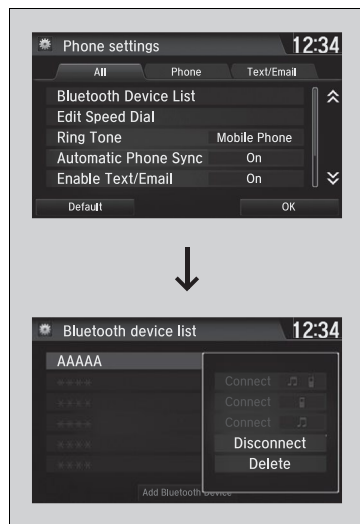 Phone settings 12:34
All Phone Text/Email
Bluetooth Device List
Edit Speed Dial
Ring Tone Mobile Phone
Automatic Phone Sync On
Enable Text/Email On
Default OK
Bluetooth device list 12:34
AAAAA
****
Connect
****
Connect
****
Connect
****
Disconnect
****
Delete
Add Bluetooth Device